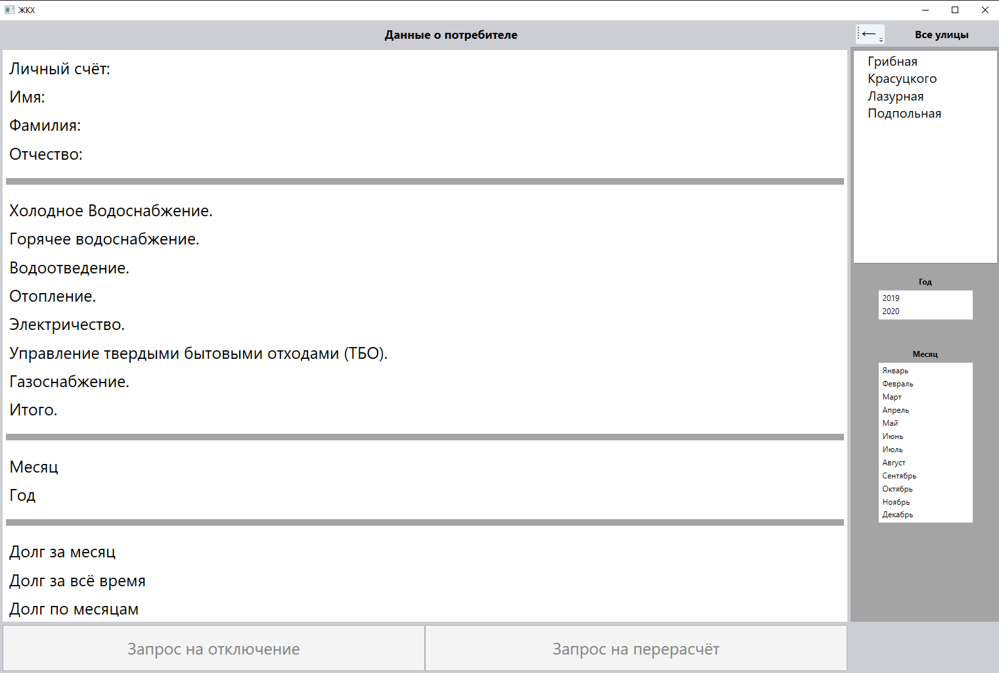 ЖКХ
Данные о потребителе
Личный счёт:
Имя:
Фамилия:
Отчество:
Холодное Водоснабжение.
Горячее водоснабжение.
Водоотведение.
Отопление.
Электричество.
Управление твердыми бытовыми отходами (ТБО).
Газоснабжение.
Итого.
Месяц
Год
Долг за месяц
Долг за всё время
Долг по месяцам
Запрос на отключение
Запрос на перерасчёт
Все улицы
Грибная
Красуцкого
Лазурная
Подпольная
Год
2019
2020
Месяц
Январь
Февраль
Март
Апрель
Май
Июнь
Июль
Август
Сентябрь
Октябрь
Ноябрь
Декабрь